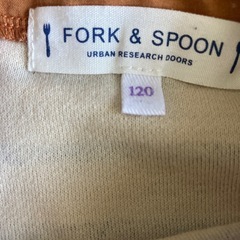 FORK & SPOON
URBAN RESEARCH DOORS
120